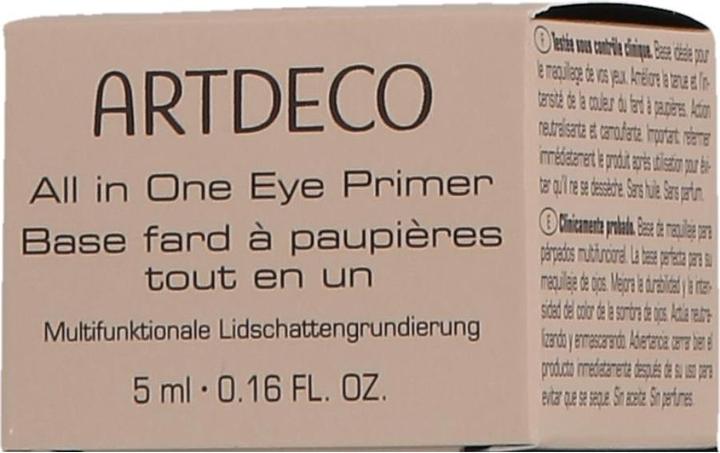 ARTDECO
All in One Eye Primer
Base fard à paupières
tout en un
Multifunktionale Lidschattengrundierung
5 ml · 0.16 FL. OZ.
F Testée sous contrôle clinique. Base idéale pour
le maquillage de vos yeux. Améliore la tenue et l'in-
tensité de la couleur du fard à paupières. Action
neutralisante et camouflante. Important: refermer
immédiatement le produit après utilisation pour évi-
ter qu'il ne se dessèche. Sans huile. Sans parfum.
E Clínicamente probado. Base de maquillaje para
párpados multifuncional. La base perfecta para su
maquillaje de ojos. Mejora la durabilidad y la inten-
sidad del color de la sombra de ojos. Actúa neutra-
lizando y enmascarando. Advertencia: cerrar bien el
producto inmediatamente después de su uso para
evitar que se seque. Sin aceite. Sin perfumes.